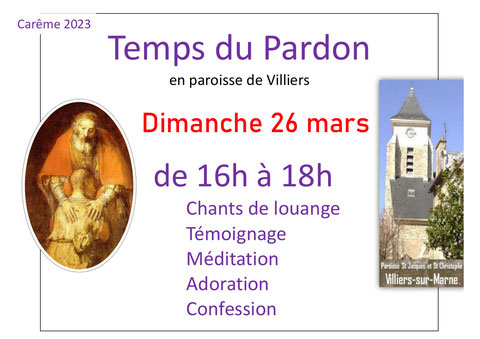 Carême 2023
Temps du Pardon
en paroisse de Villiers
Dimanche 26 mars
de 16h à 18h
Chants de louange
Témoignage
Méditation
Adoration
Confession
Paroisse St Jacques et St Christophe
Villiers-sur-Marne